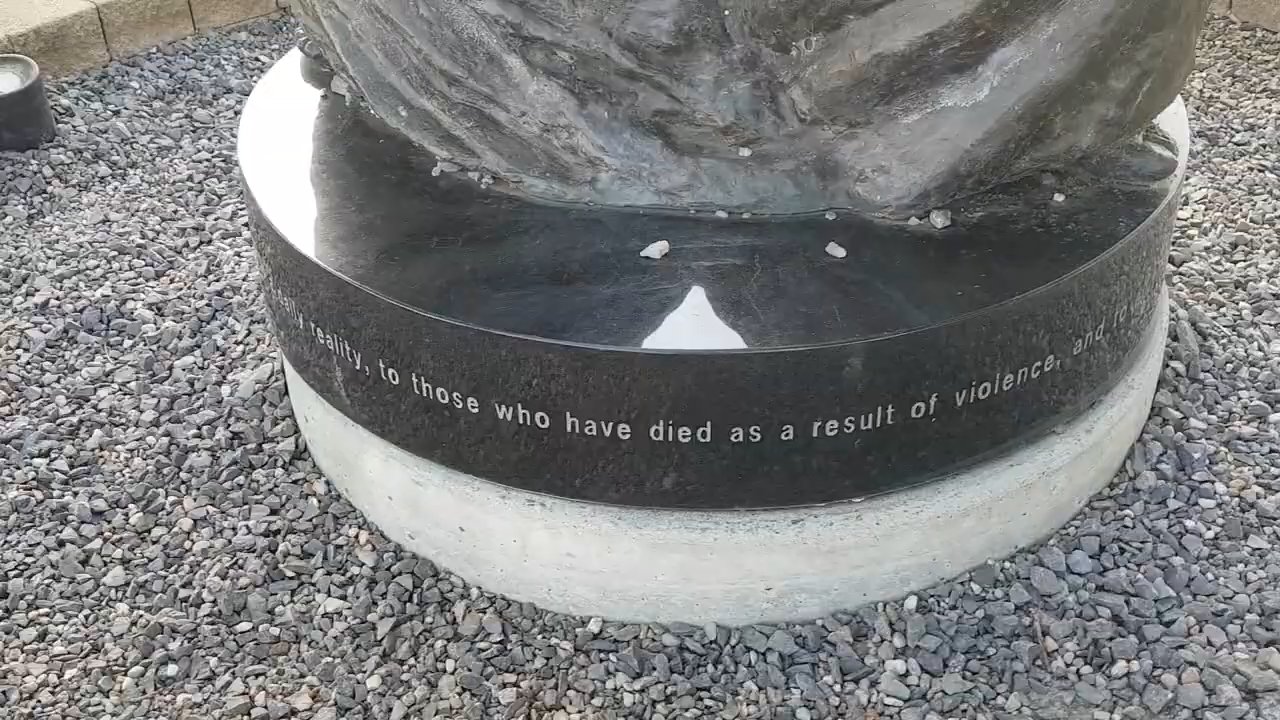 reality, to those who have died as a result of violence, and